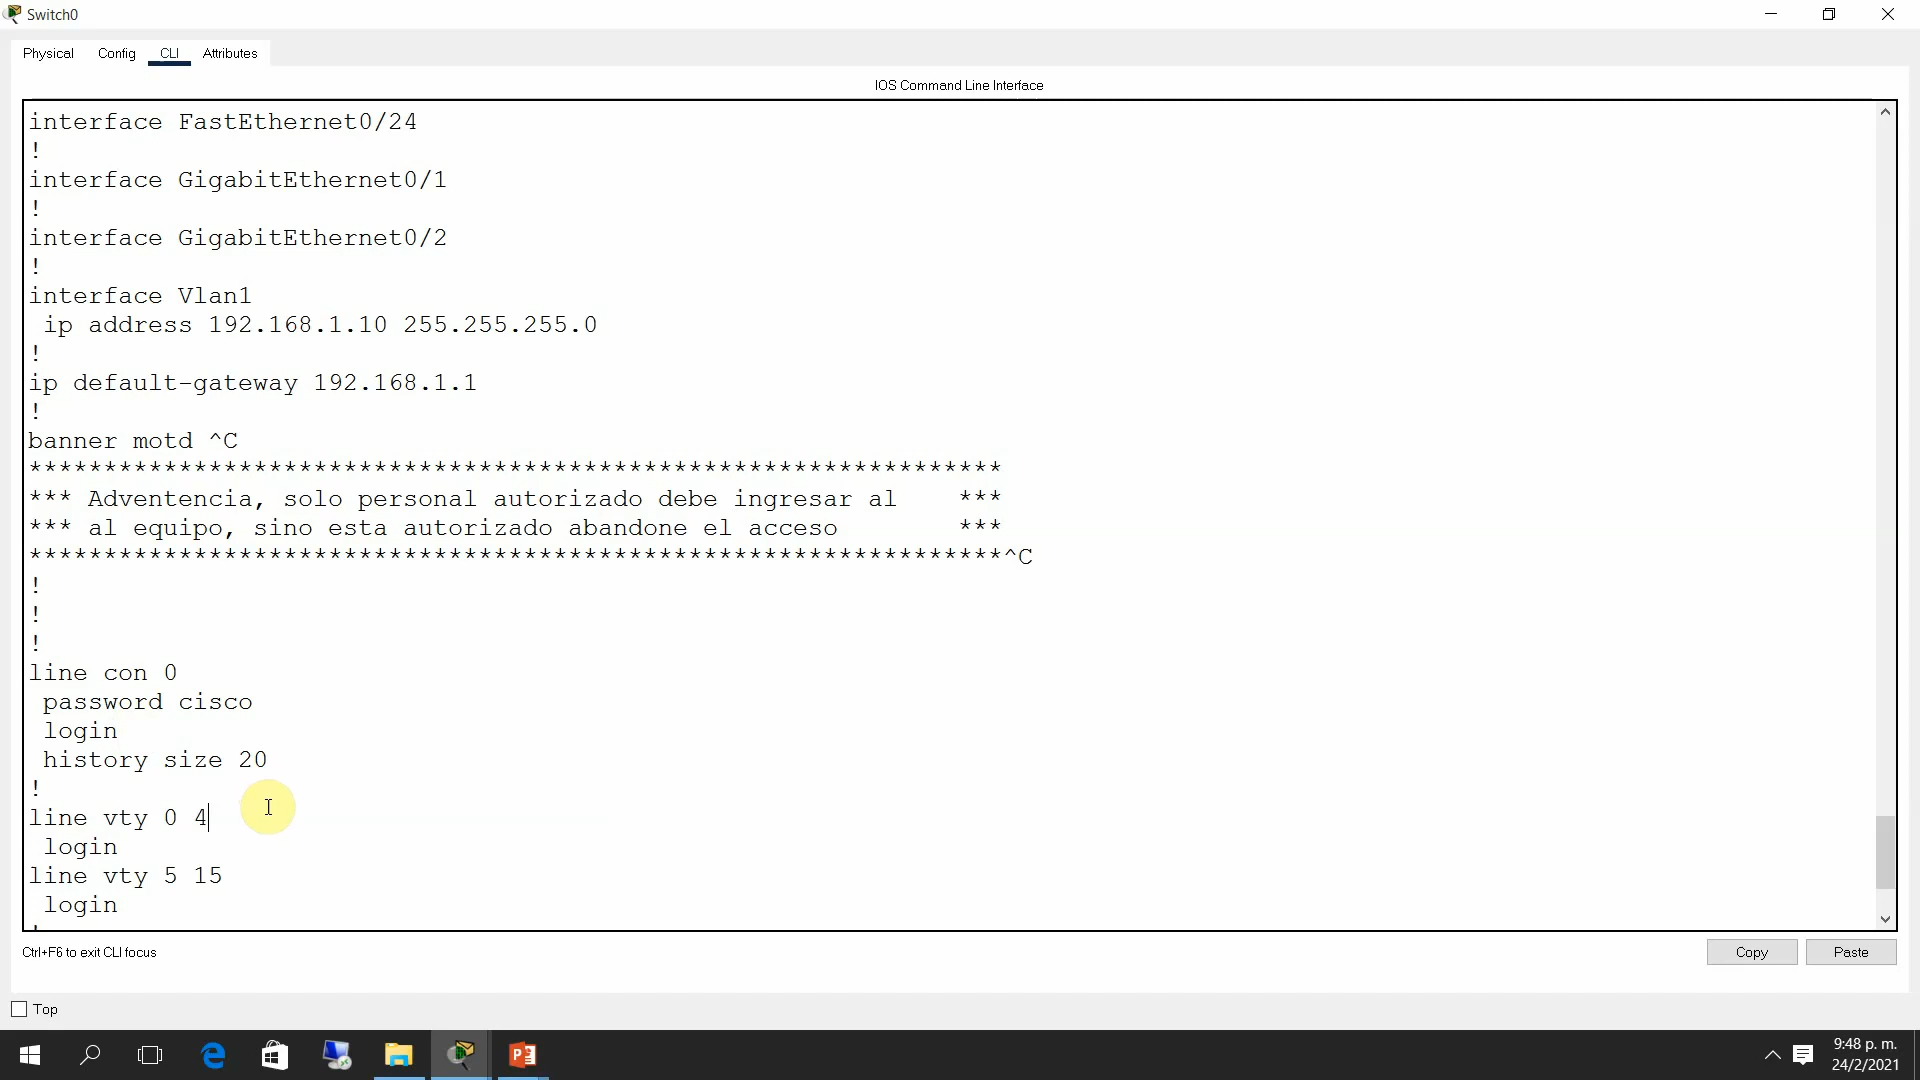 Switch0
Physical Config CLI Attributes
IOS Command Line Interface
interface FastEthernet0/24
!
interface GigabitEthernet0/1
!
interface GigabitEthernet0/2
!
interface Vlan1
 ip address 192.168.1.10 255.255.255.0
!
ip default-gateway 192.168.1.1
!
banner motd ^C
*****************************************************************
*** Adventencia, solo personal autorizado debe ingresar al    ***
*** al equipo, sino esta autorizado abandone el acceso        ***
*****************************************************************^C
!
!
!
line con 0
 password cisco
 login
 history size 20
!
line vty 0 4
 login
line vty 5 15
 login
Ctrl+F6 to exit CLI focus
Copy Paste
Top
9:48 p. m.
24/2/2021